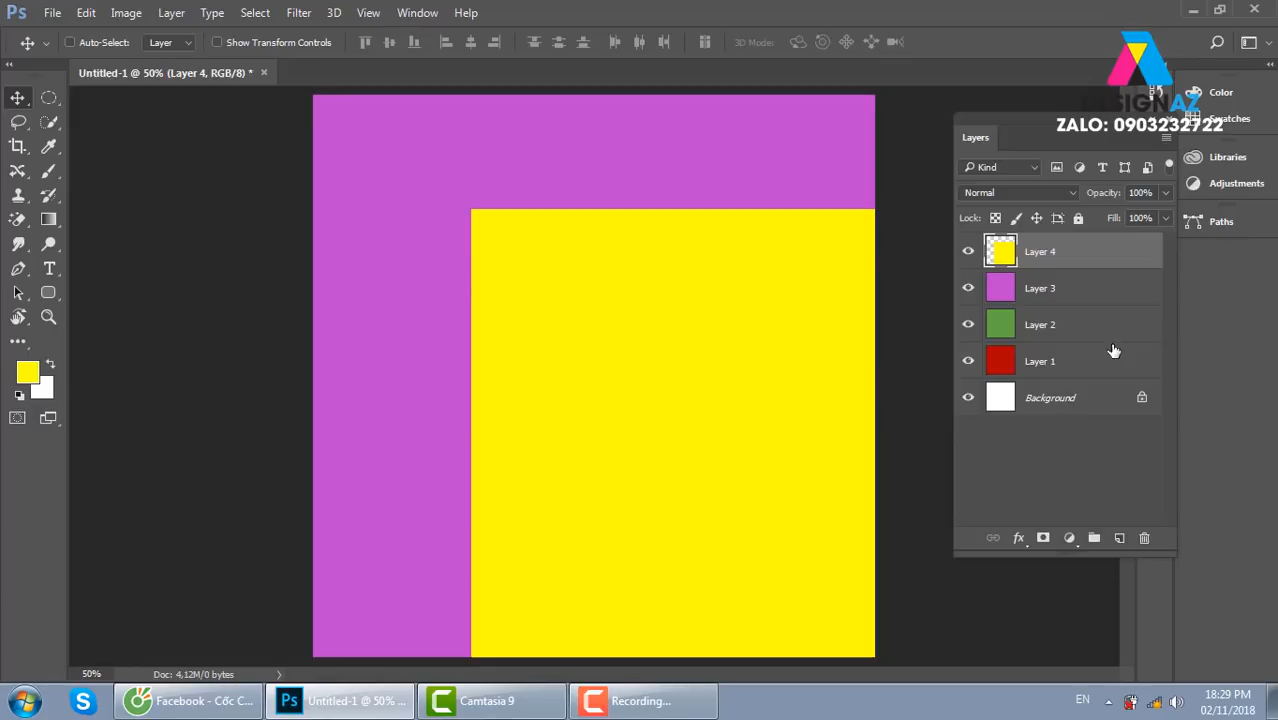 Ps File Edit Image Layer Type Select Filter 3D View Window Help
Auto-Select: Layer Show Transform Controls 3D Mode:
Untitled-1 @ 50% (Layer 4, RGB/8) * ×
Color
ZALO: 0903232722
Layers
Libraries
Kind
Adjustments
Normal Opacity: 100%
Lock: Fill: 100%
Paths
Layer 4
Layer 3
Layer 2
Layer 1
Background
fx
50% Doc: 4,12M/0 bytes
Facebook - Cốc C...
Ps Untitled-1 @ 50% ...
C Camtasia 9
C Recording...
EN
18:29 PM
02/11/2018